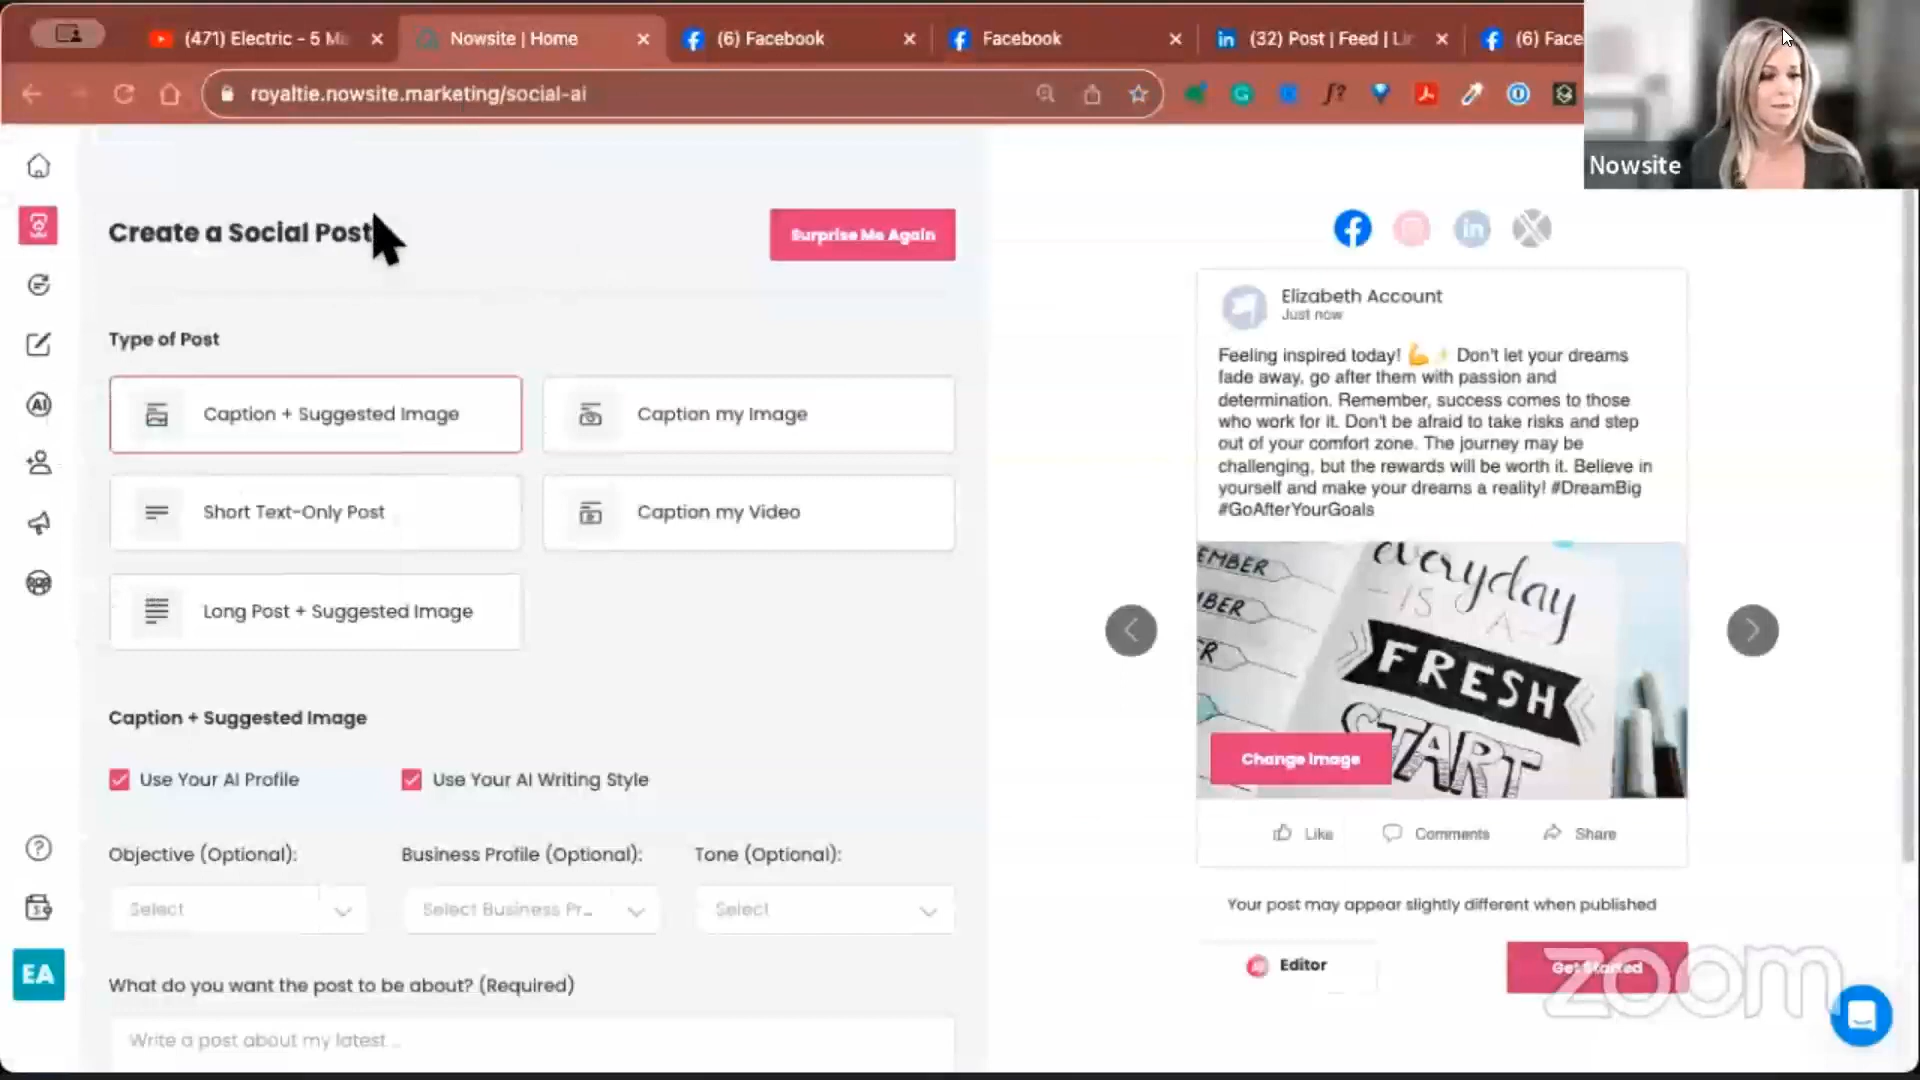 (471) Electric - 5 Mi
Nowsite | Home
(6) Facebook
Facebook
(32) Post | Feed | Lin
(6) Face
royaltie.nowsite.marketing/social-ai
Nowsite
Create a Social Post
Surprise Me Again
Type of Post
Caption + Suggested Image
Caption my Image
Short Text-Only Post
Caption my Video
Long Post + Suggested Image
Caption + Suggested Image
Use Your AI Profile
Use Your AI Writing Style
Objective (Optional):
Business Profile (Optional):
Tone (Optional):
Select
Select Business Pr...
Select
What do you want the post to be about? (Required)
Write a post about my latest ...
AI
EA
Elizabeth Account
Just now
Feeling inspired today! 💪✨ Don't let your dreams
fade away, go after them with passion and
determination. Remember, success comes to those
who work for it. Don't be afraid to take risks and step
out of your comfort zone. The journey may be
challenging, but the rewards will be worth it. Believe in
yourself and make your dreams a reality! #DreamBig
#GoAfterYourGoals
EMBER
everyday
IS A
FRESH
START
Change Image
Like
Comments
Share
Your post may appear slightly different when published
Editor
Get Started
zoom